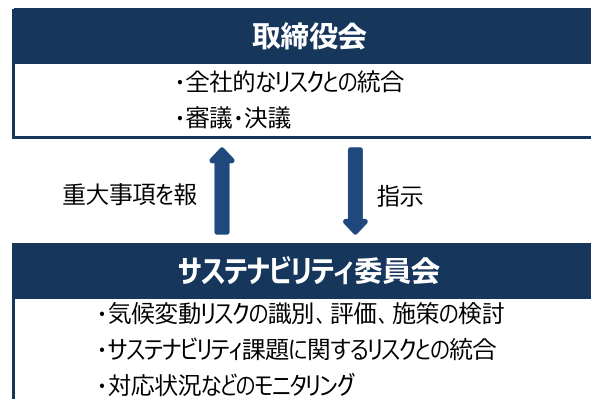 取締役会
・全社的なリスクとの統合
・審議・決議
重大事項を報
指示
サステナビリティ委員会
・気候変動リスクの識別、評価、施策の検討
・サステナビリティ課題に関するリスクとの統合
・対応状況などのモニタリング